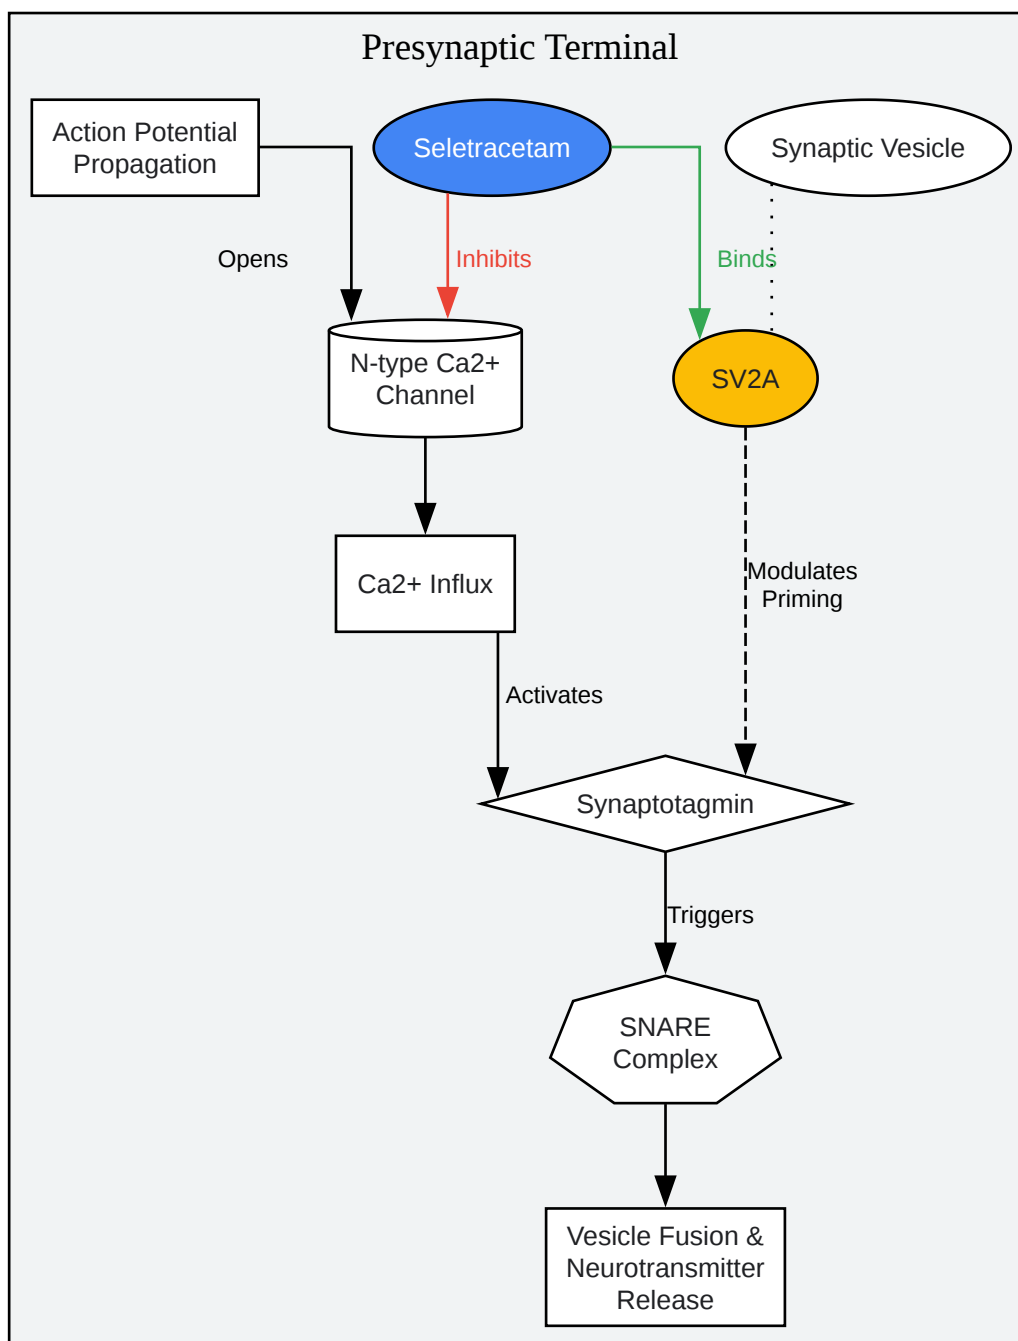 Presynaptic Terminal
Action Potential
Propagation
Seletracetam
Synaptic Vesicle
Opens
Inhibits
Binds
N-type Ca2+
Channel
SV2A
Ca2+ Influx
Modulates
Priming
Activates
Synaptotagmin
Triggers
SNARE
Complex
Vesicle Fusion &
Neurotransmitter
Release